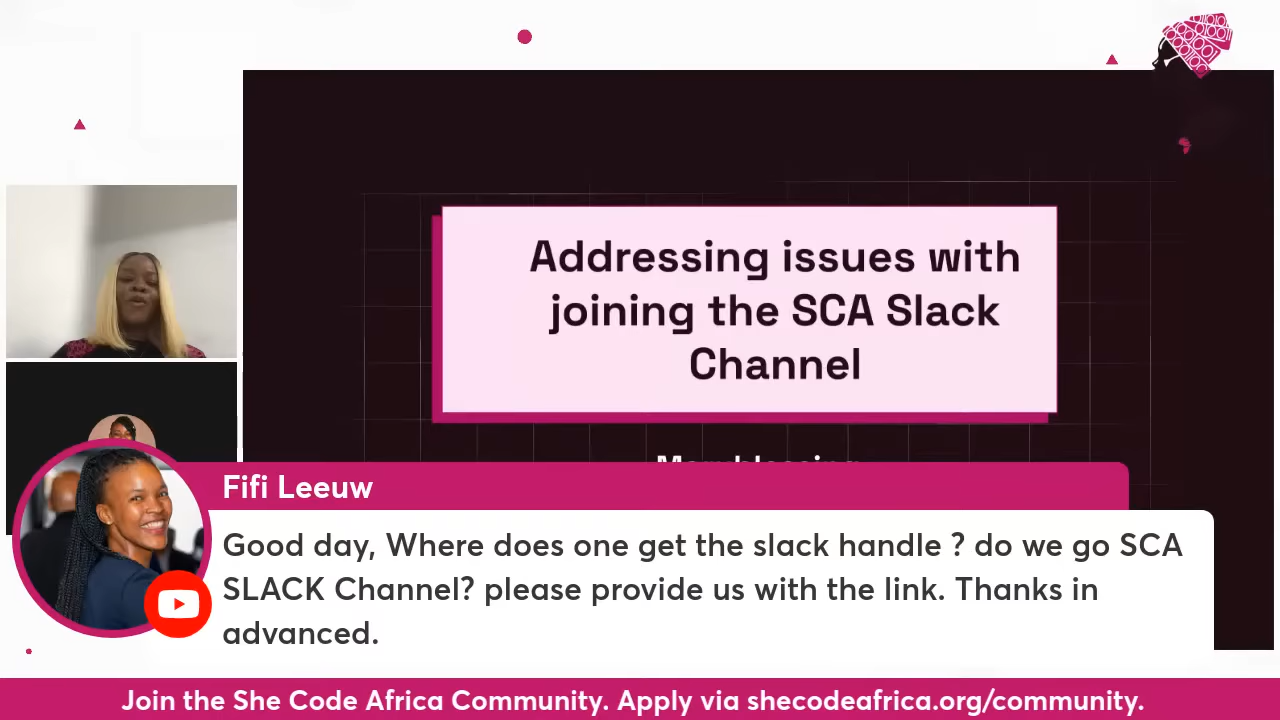 Addressing issues with
joining the SCA Slack
Channel
Fifi Leeuw
Good day, Where does one get the slack handle ? do we go SCA
SLACK Channel? please provide us with the link. Thanks in
advanced.
Join the She Code Africa Community. Apply via shecodeafrica.org/community.